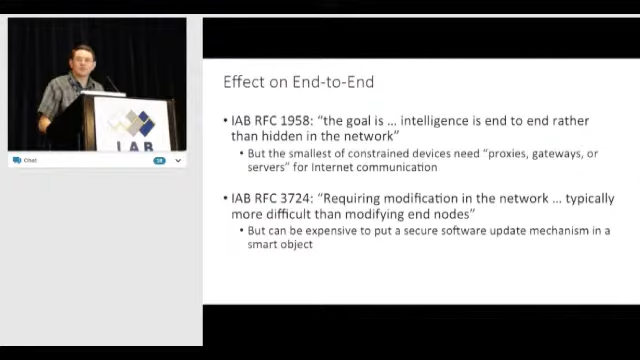 IAB
Chat
58
Effect on End-to-End
• IAB RFC 1958: “the goal is … intelligence is end to end rather
than hidden in the network”
• But the smallest of constrained devices need “proxies, gateways, or
servers” for Internet communication
• IAB RFC 3724: “Requiring modification in the network … typically
more difficult than modifying end nodes”
• But can be expensive to put a secure software update mechanism in a
smart object